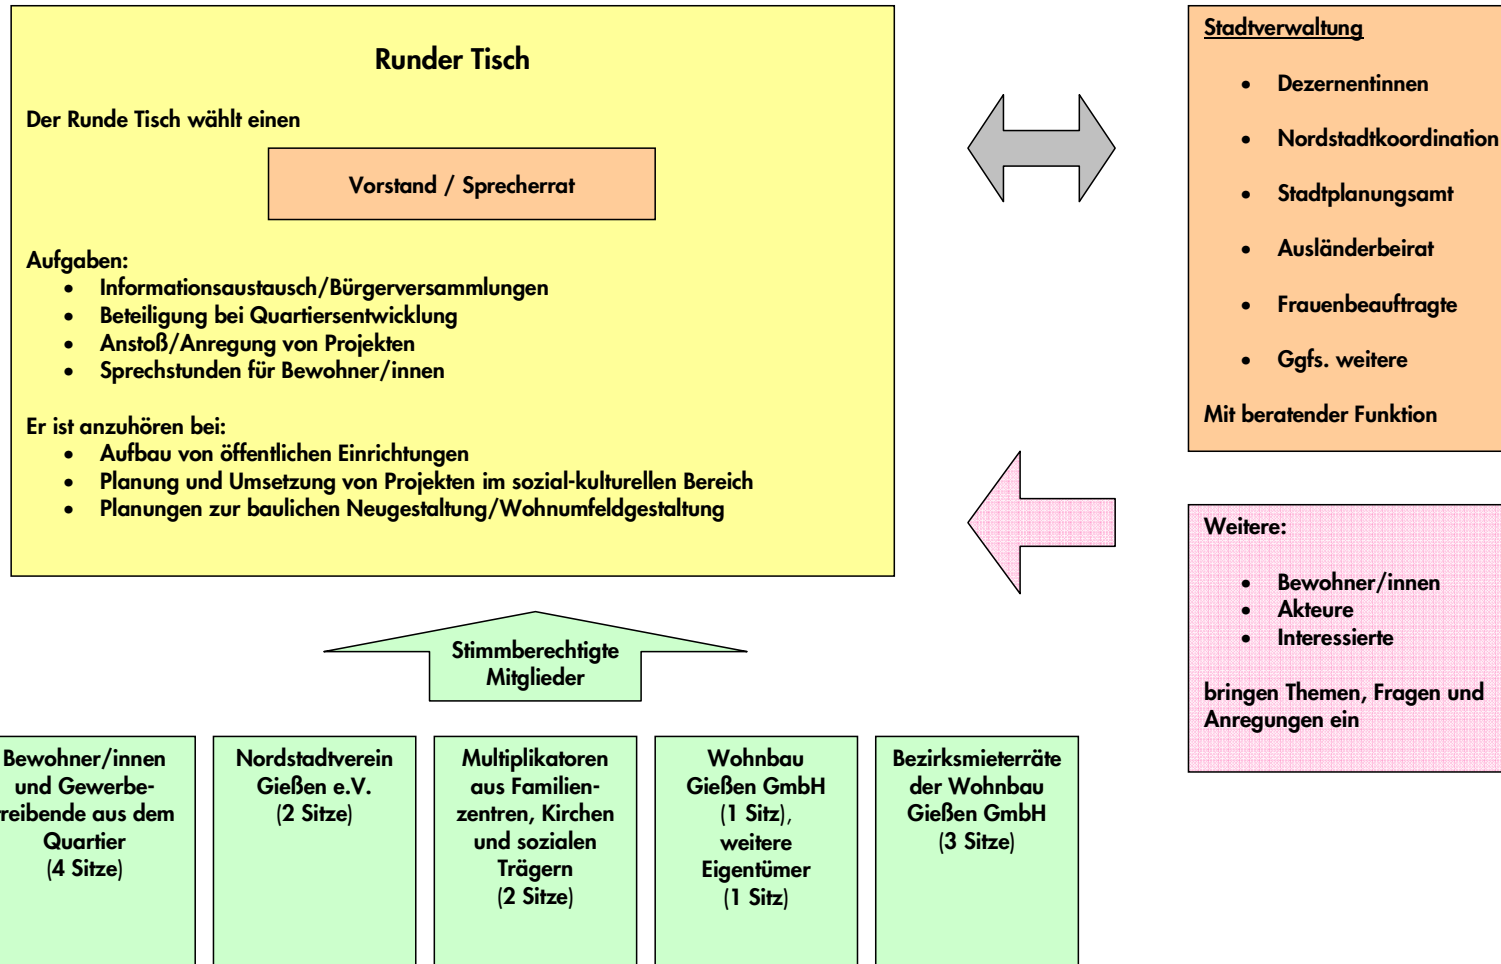 Runder Tisch
Der Runde Tisch wählt einen
Vorstand / Sprecherrat
Aufgaben:
• Informationsaustausch/Bürgerversammlungen
• Beteiligung bei Quartiersentwicklung
• Anstoß/Anregung von Projekten
• Sprechstunden für Bewohner/innen
Er ist anzuhören bei:
• Aufbau von öffentlichen Einrichtungen
• Planung und Umsetzung von Projekten im sozial-kulturellen Bereich
• Planungen zur baulichen Neugestaltung/Wohnumfeldgestaltung
Stadtverwaltung
• Dezernentinnen
• Nordstadtkoordination
• Stadtplanungsamt
• Ausländerbeirat
• Frauenbeauftragte
• Ggfs. weitere
Mit beratender Funktion
Weitere:
• Bewohner/innen
• Akteure
• Interessierte
bringen Themen, Fragen und
Anregungen ein
Stimmberechtigte
Mitglieder
Bewohner/innen
und Gewerbe-
treibende aus dem
Quartier
(4 Sitze)
Nordstadtverein
Gießen e.V.
(2 Sitze)
Multiplikatoren
aus Familien-
zentren, Kirchen
und sozialen
Trägern
(2 Sitze)
Wohnbau
Gießen GmbH
(1 Sitz),
weitere
Eigentümer
(1 Sitz)
Bezirksmieterräte
der Wohnbau
Gießen GmbH
(3 Sitze)